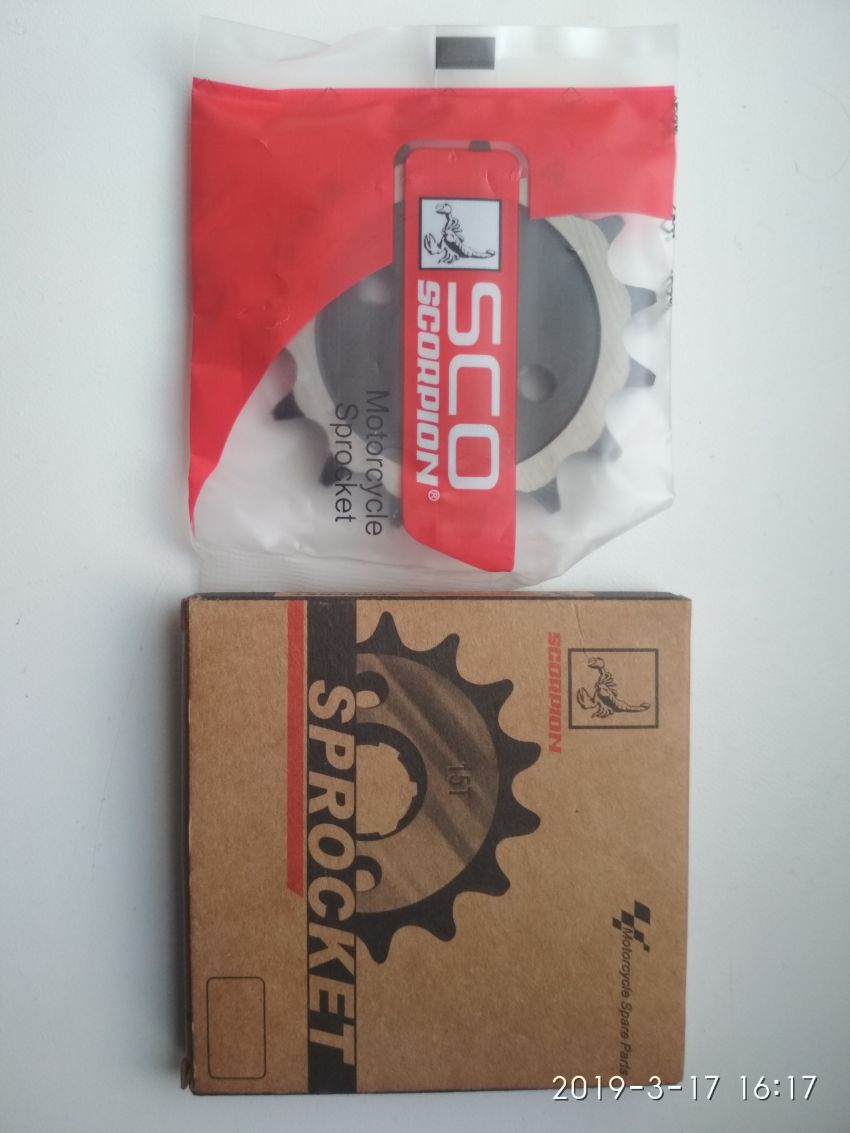 SCO
SCORPION®
Motorcycle
Sprocket
SCORPION
Motorcycle Spare Parts
15T
SPROCKET
2019-3-17 16:17